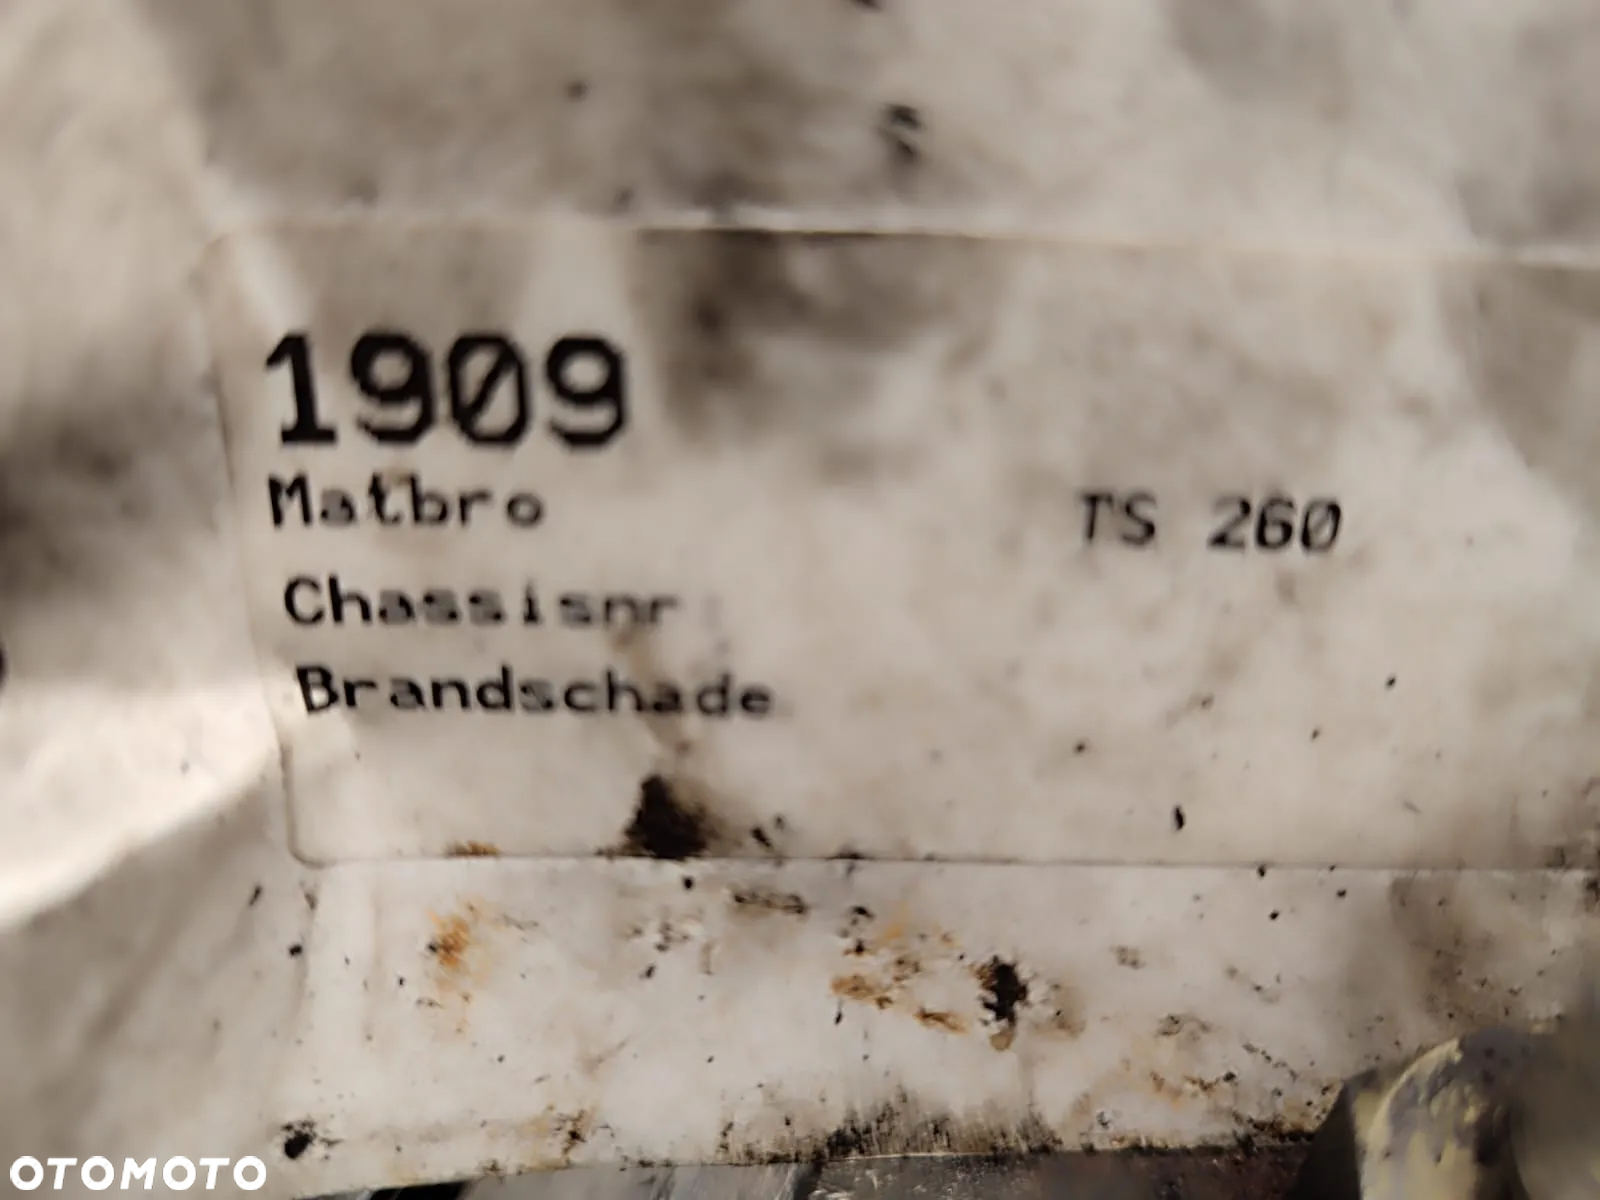 1909
Matbro TS 260
Chassisnr:
Brandschade
OTOMOTO